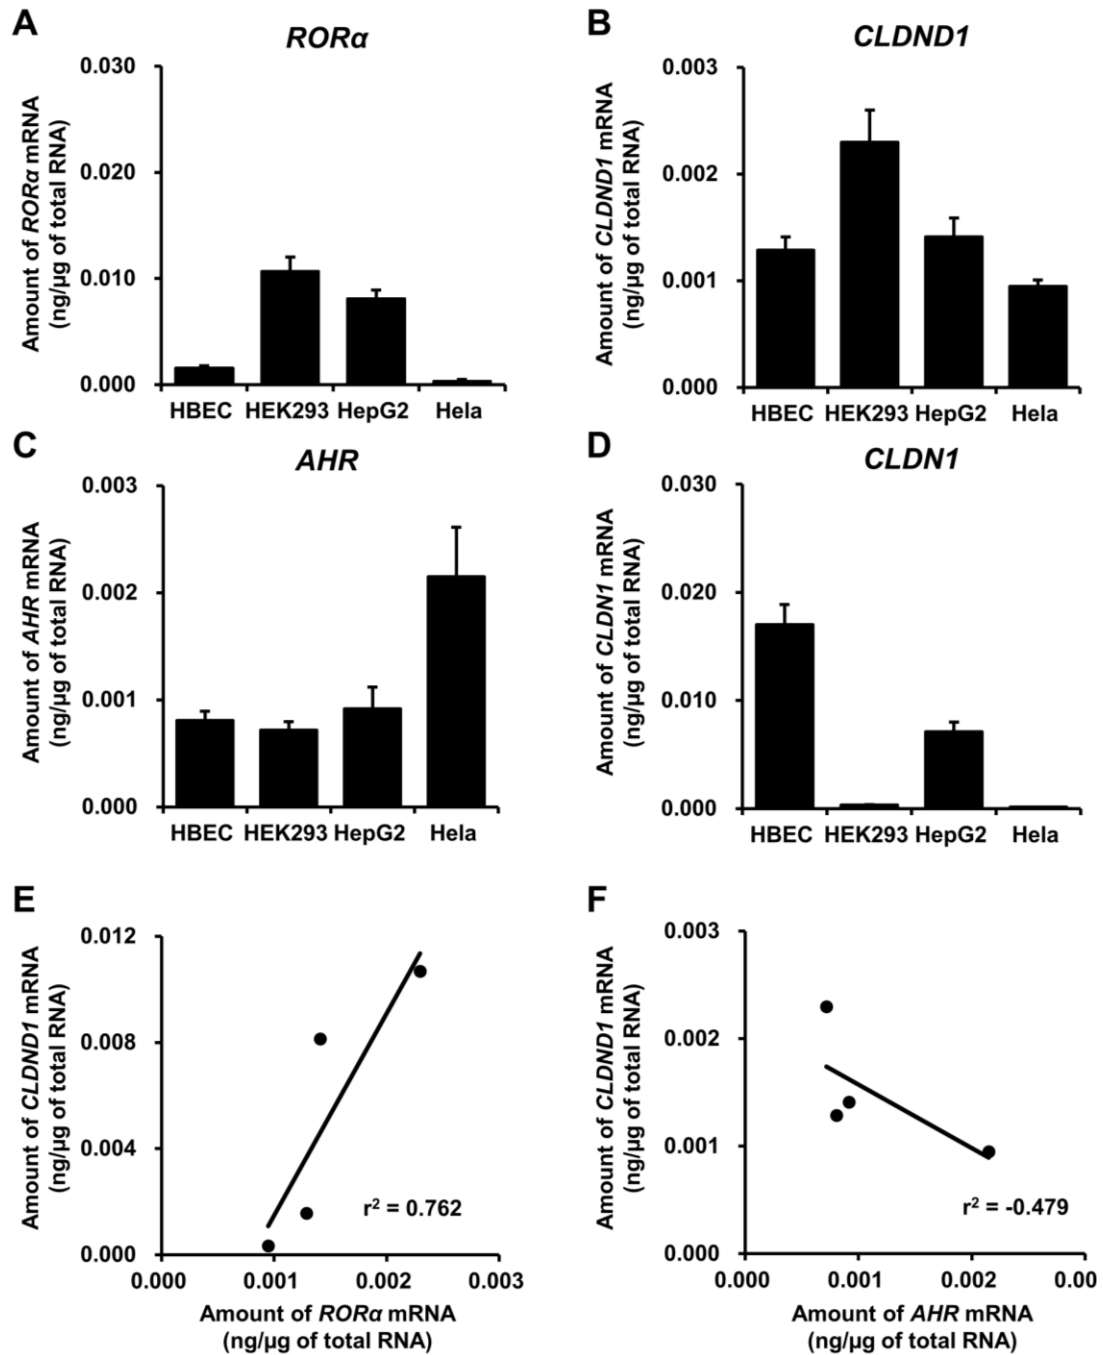 A
RORα
Amount of RORα mRNA
(ng/µg of total RNA)
0.030
0.020
0.010
0.000
HBEC HEK293 HepG2 Hela
B
CLDND1
Amount of CLDND1 mRNA
(ng/µg of total RNA)
0.003
0.002
0.001
0.000
HBEC HEK293 HepG2 Hela
C
AHR
Amount of AHR mRNA
(ng/µg of total RNA)
0.003
0.002
0.001
0.000
HBEC HEK293 HepG2 Hela
D
CLDN1
Amount of CLDN1 mRNA
(ng/µg of total RNA)
0.030
0.020
0.010
0.000
HBEC HEK293 HepG2 Hela
E
Amount of CLDND1 mRNA
(ng/µg of total RNA)
0.012
0.008
0.004
0.000
r² = 0.762
0.000 0.001 0.002 0.003
Amount of RORα mRNA
(ng/µg of total RNA)
F
Amount of CLDND1 mRNA
(ng/µg of total RNA)
0.003
0.002
0.001
0.000
r² = -0.479
0.000 0.001 0.002 0.00
Amount of AHR mRNA
(ng/µg of total RNA)